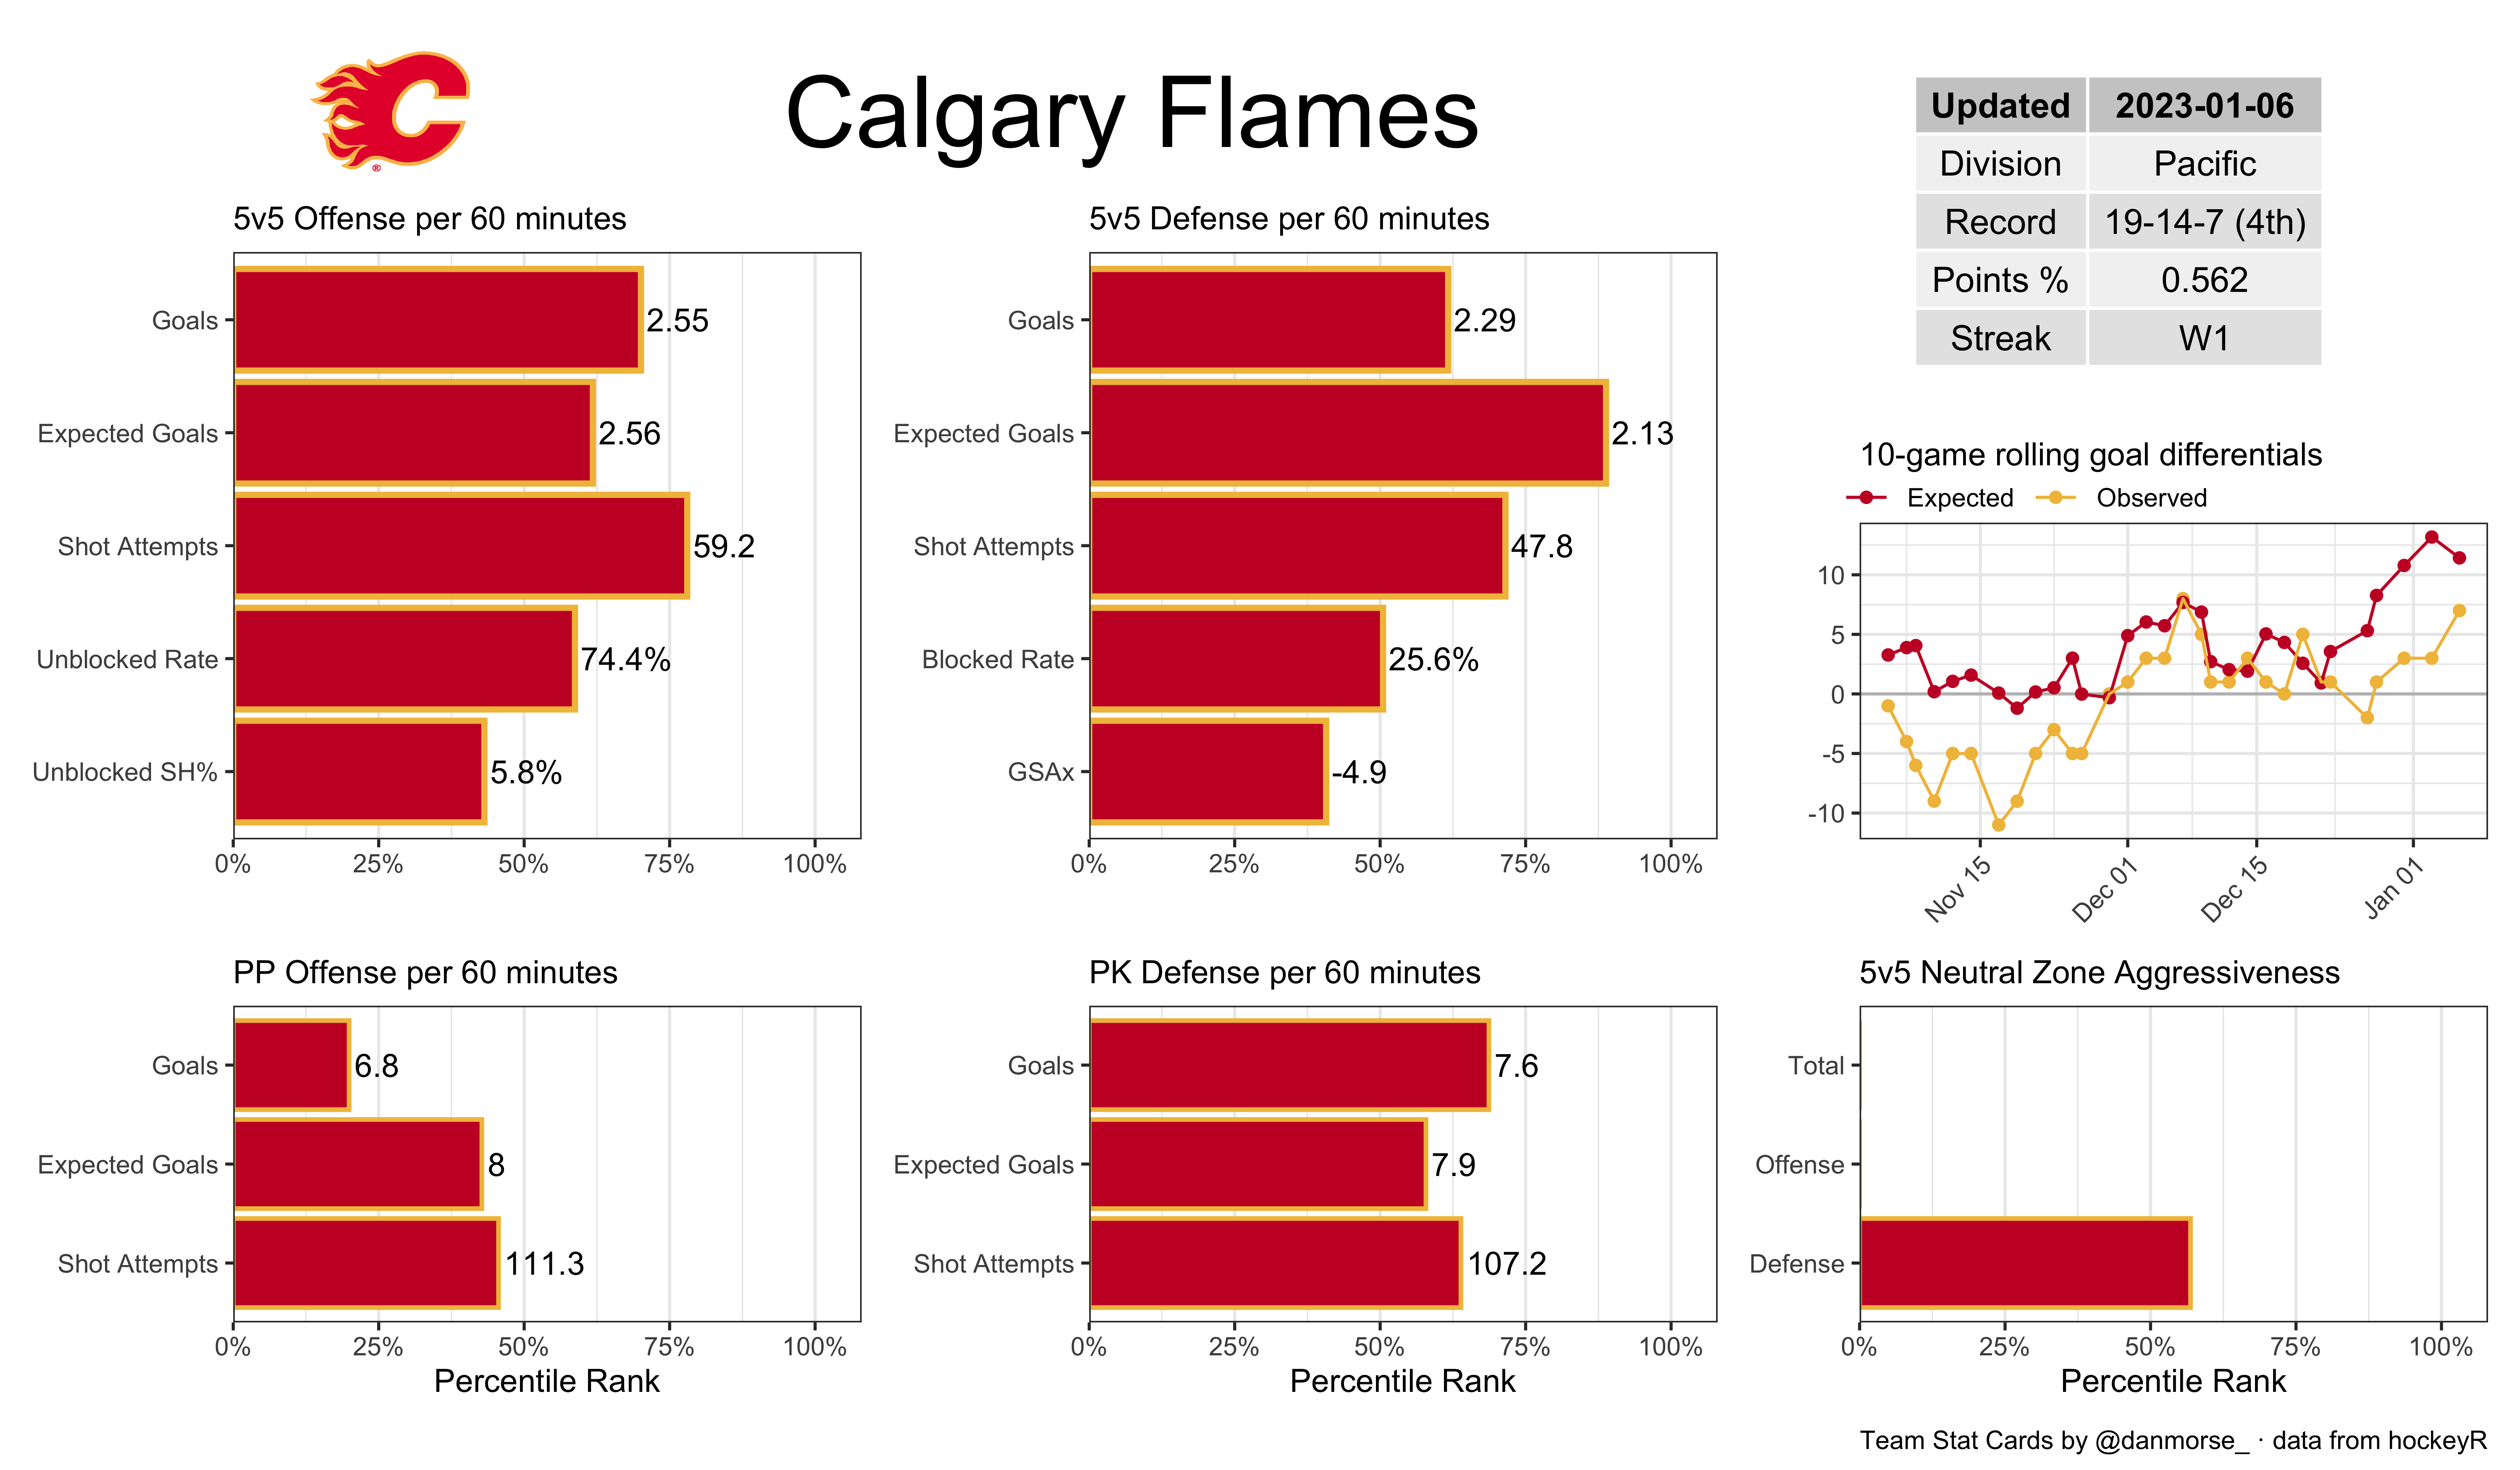 Calgary Flames
®
Updated 2023-01-06
Division Pacific
Record 19-14-7 (4th)
Points % 0.562
Streak W1
5v5 Offense per 60 minutes
Goals 2.55
Expected Goals 2.56
Shot Attempts 59.2
Unblocked Rate 74.4%
Unblocked SH% 5.8%
0% 25% 50% 75% 100%
5v5 Defense per 60 minutes
Goals 2.29
Expected Goals 2.13
Shot Attempts 47.8
Blocked Rate 25.6%
GSAx -4.9
0% 25% 50% 75% 100%
10-game rolling goal differentials
Expected Observed
10
5
0
-5
-10
Nov 15 Dec 01 Dec 15 Jan 01
PP Offense per 60 minutes
Goals 6.8
Expected Goals 8
Shot Attempts 111.3
0% 25% 50% 75% 100%
Percentile Rank
PK Defense per 60 minutes
Goals 7.6
Expected Goals 7.9
Shot Attempts 107.2
0% 25% 50% 75% 100%
Percentile Rank
5v5 Neutral Zone Aggressiveness
Total
Offense
Defense
0% 25% 50% 75% 100%
Percentile Rank
Team Stat Cards by @danmorse_ · data from hockeyR